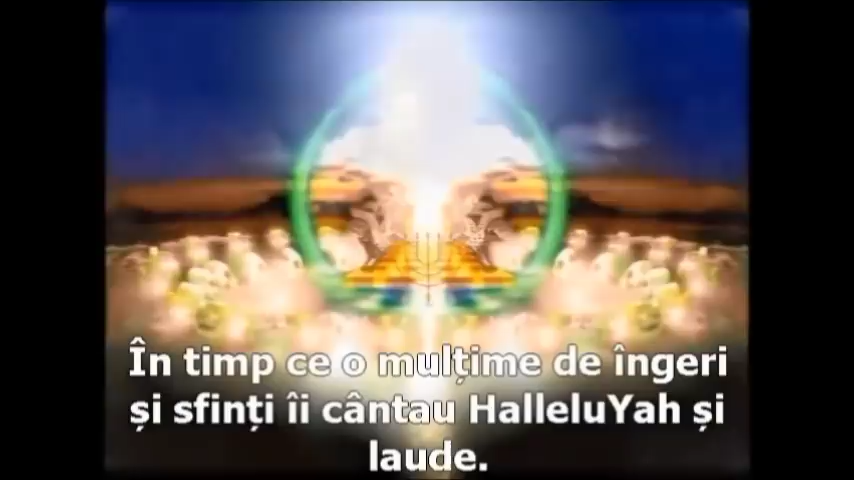 În timp ce o mulțime de îngeri
și sfinți îi cântau HalleluYah și
laude.